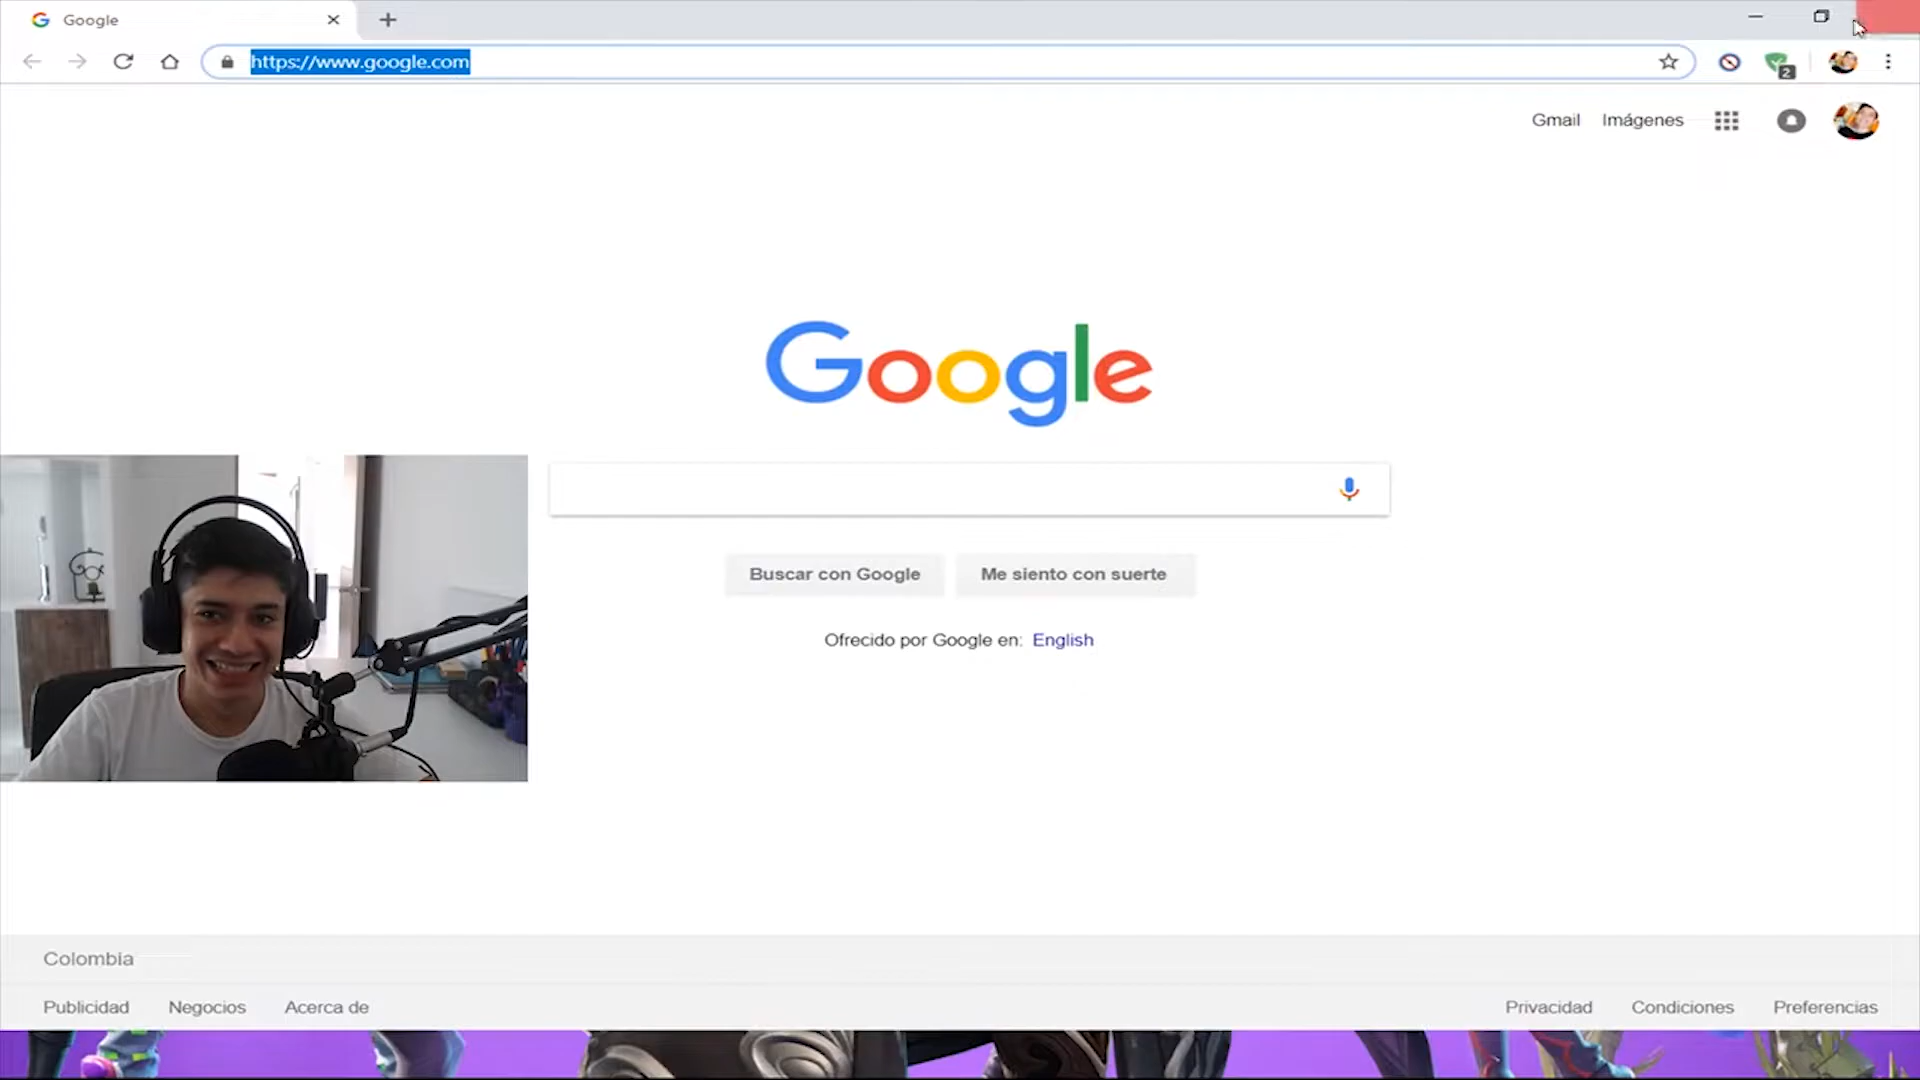 Google
https://www.google.com
2
Gmail Imágenes
Google
Buscar con Google Me siento con suerte
Ofrecido por Google en: English
Colombia
Publicidad Negocios Acerca de Privacidad Condiciones Preferencias